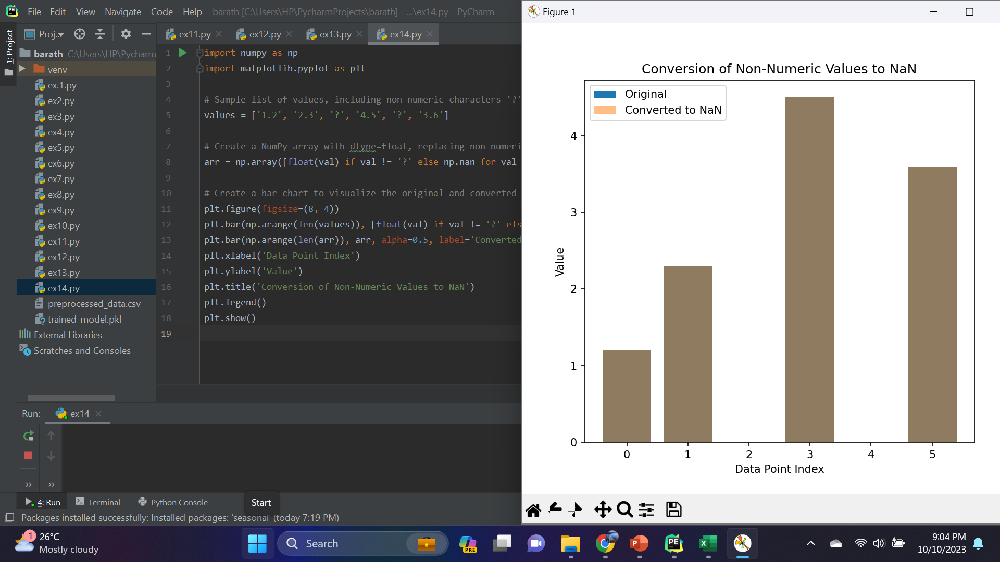 File Edit View Navigate Code Help barath [C:\Users\HP\PycharmProjects\barath] - ...\ex14.py - PyCharm
Proj..
ex11.py
ex12.py
ex13.py
ex14.py
1: Project
barath C:\Users\HP\Pycharm
venv
ex.1.py
ex2.py
ex3.py
ex4.py
ex5.py
ex6.py
ex7.py
ex8.py
ex9.py
ex10.py
ex11.py
ex12.py
ex13.py
ex14.py
preprocessed_data.csv
trained_model.pkl
External Libraries
Scratches and Consoles
1 import numpy as np
2 import matplotlib.pyplot as plt
3
4 # Sample list of values, including non-numeric characters '?'
5 values = ['1.2', '2.3', '?', '4.5', '?', '3.6']
6
7 # Create a NumPy array with dtype=float, replacing non-numeri
8 arr = np.array([float(val) if val != '?' else np.nan for val
9
10 # Create a bar chart to visualize the original and converted
11 plt.figure(figsize=(8, 4))
12 plt.bar(np.arange(len(values)), [float(val) if val != '?' els
13 plt.bar(np.arange(len(arr)), arr, alpha=0.5, label='Converted
14 plt.xlabel('Data Point Index')
15 plt.ylabel('Value')
16 plt.title('Conversion of Non-Numeric Values to NaN')
17 plt.legend()
18 plt.show()
19
Run: ex14
4: Run Terminal Python Console
Start
Packages installed successfully: Installed packages: 'seasonal' (today 7:19 PM)
Figure 1
Conversion of Non-Numeric Values to NaN
Original
Converted to NaN
4
3
2
1
0
Value
0 1 2 3 4 5
Data Point Index
1
26°C
Mostly cloudy
Search
PRE
P
PE
X
9:04 PM
10/10/2023